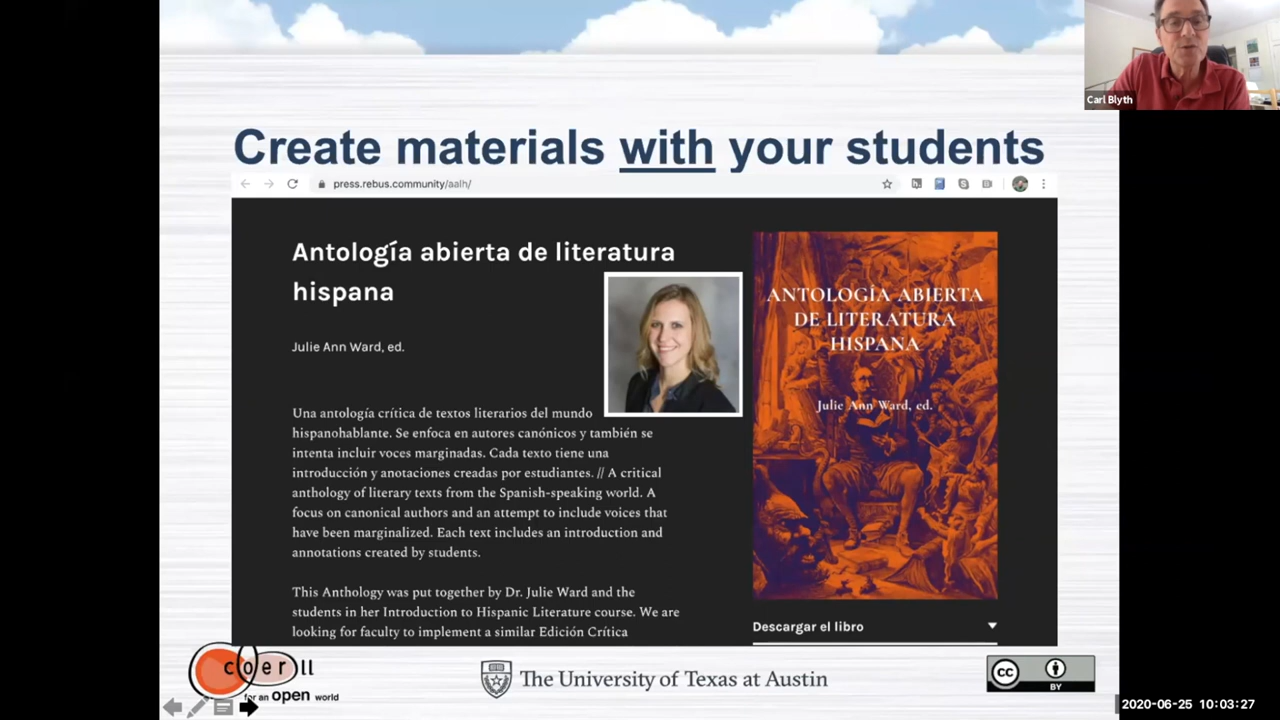 Carl Blyth
Create materials with your students
press.rebus.community/aalh/
Antología abierta de literatura
hispana
Julie Ann Ward, ed.
Una antología crítica de textos literarios del mundo
hispanohablante. Se enfoca en autores canónicos y también se
intenta incluir voces marginadas. Cada texto tiene una
introducción y anotaciones creadas por estudiantes. // A critical
anthology of literary texts from the Spanish-speaking world. A
focus on canonical authors and an attempt to include voices that
have been marginalized. Each text includes an introduction and
annotations created by students.
This Anthology was put together by Dr. Julie Ward and the
students in her Introduction to Hispanic Literature course. We are
looking for faculty to implement a similar Edición Crítica
ANTOLOGÍA ABIERTA
DE LITERATURA
HISPANA
Julie Ann Ward, ed.
Descargar el libro
coerll
for an open world
The University of Texas at Austin
CC
BY
2020-06-25 10:03:27